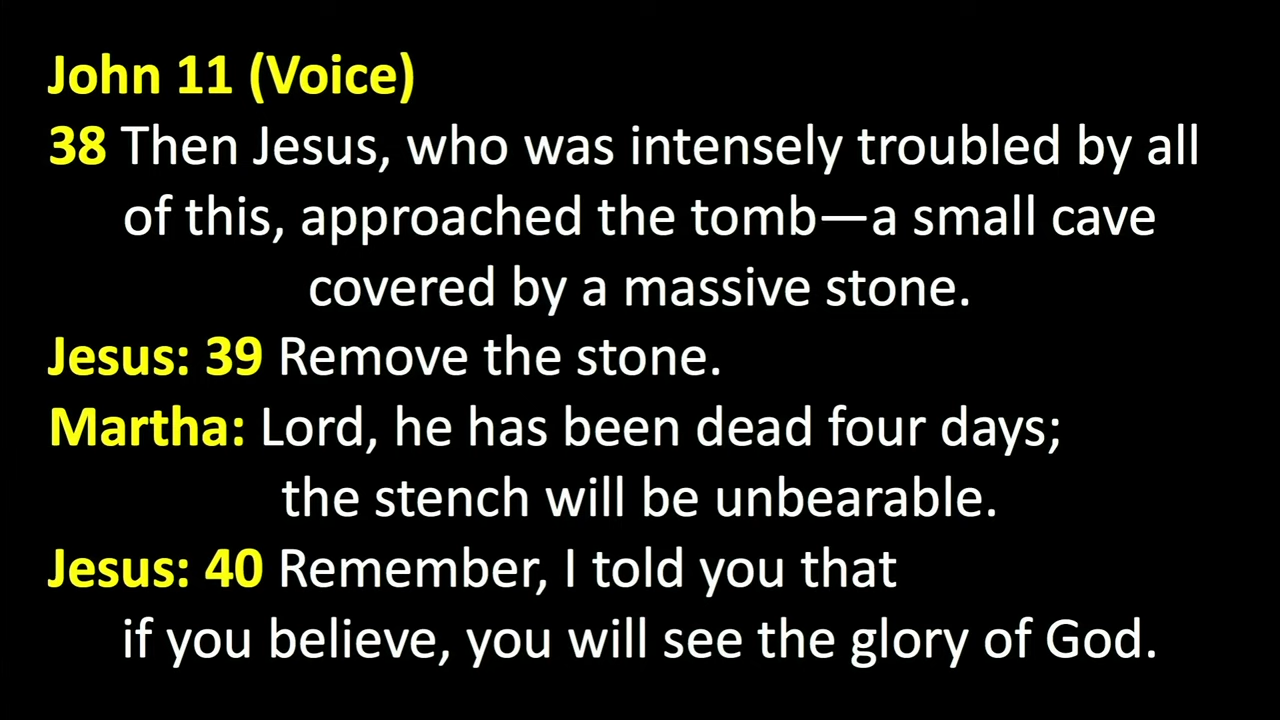 John 11 (Voice)
38 Then Jesus, who was intensely troubled by all
of this, approached the tomb—a small cave
covered by a massive stone.
Jesus: 39 Remove the stone.
Martha: Lord, he has been dead four days;
the stench will be unbearable.
Jesus: 40 Remember, I told you that
if you believe, you will see the glory of God.